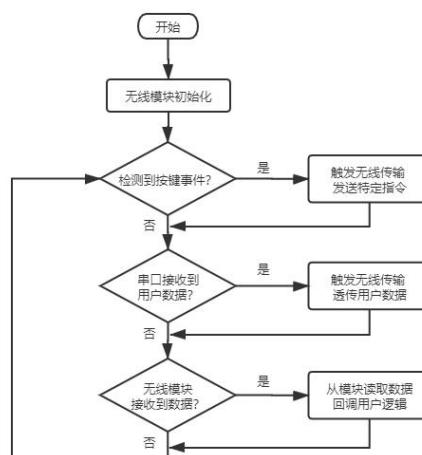 开始
无线模块初始化
检测到按键事件?
是
触发无线传输
发送特定指令
否
串口接收到
用户数据?
是
触发无线传输
透传用户数据
否
无线模块
接收到数据?
是
从模块读取数据
回调用户逻辑
否